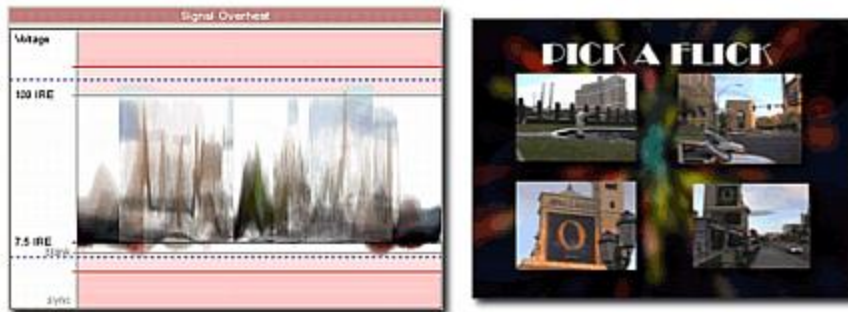 Signal Overheat
Voltage
100 IRE
7.5 IRE
blank
sync
PICK A FLICK
O